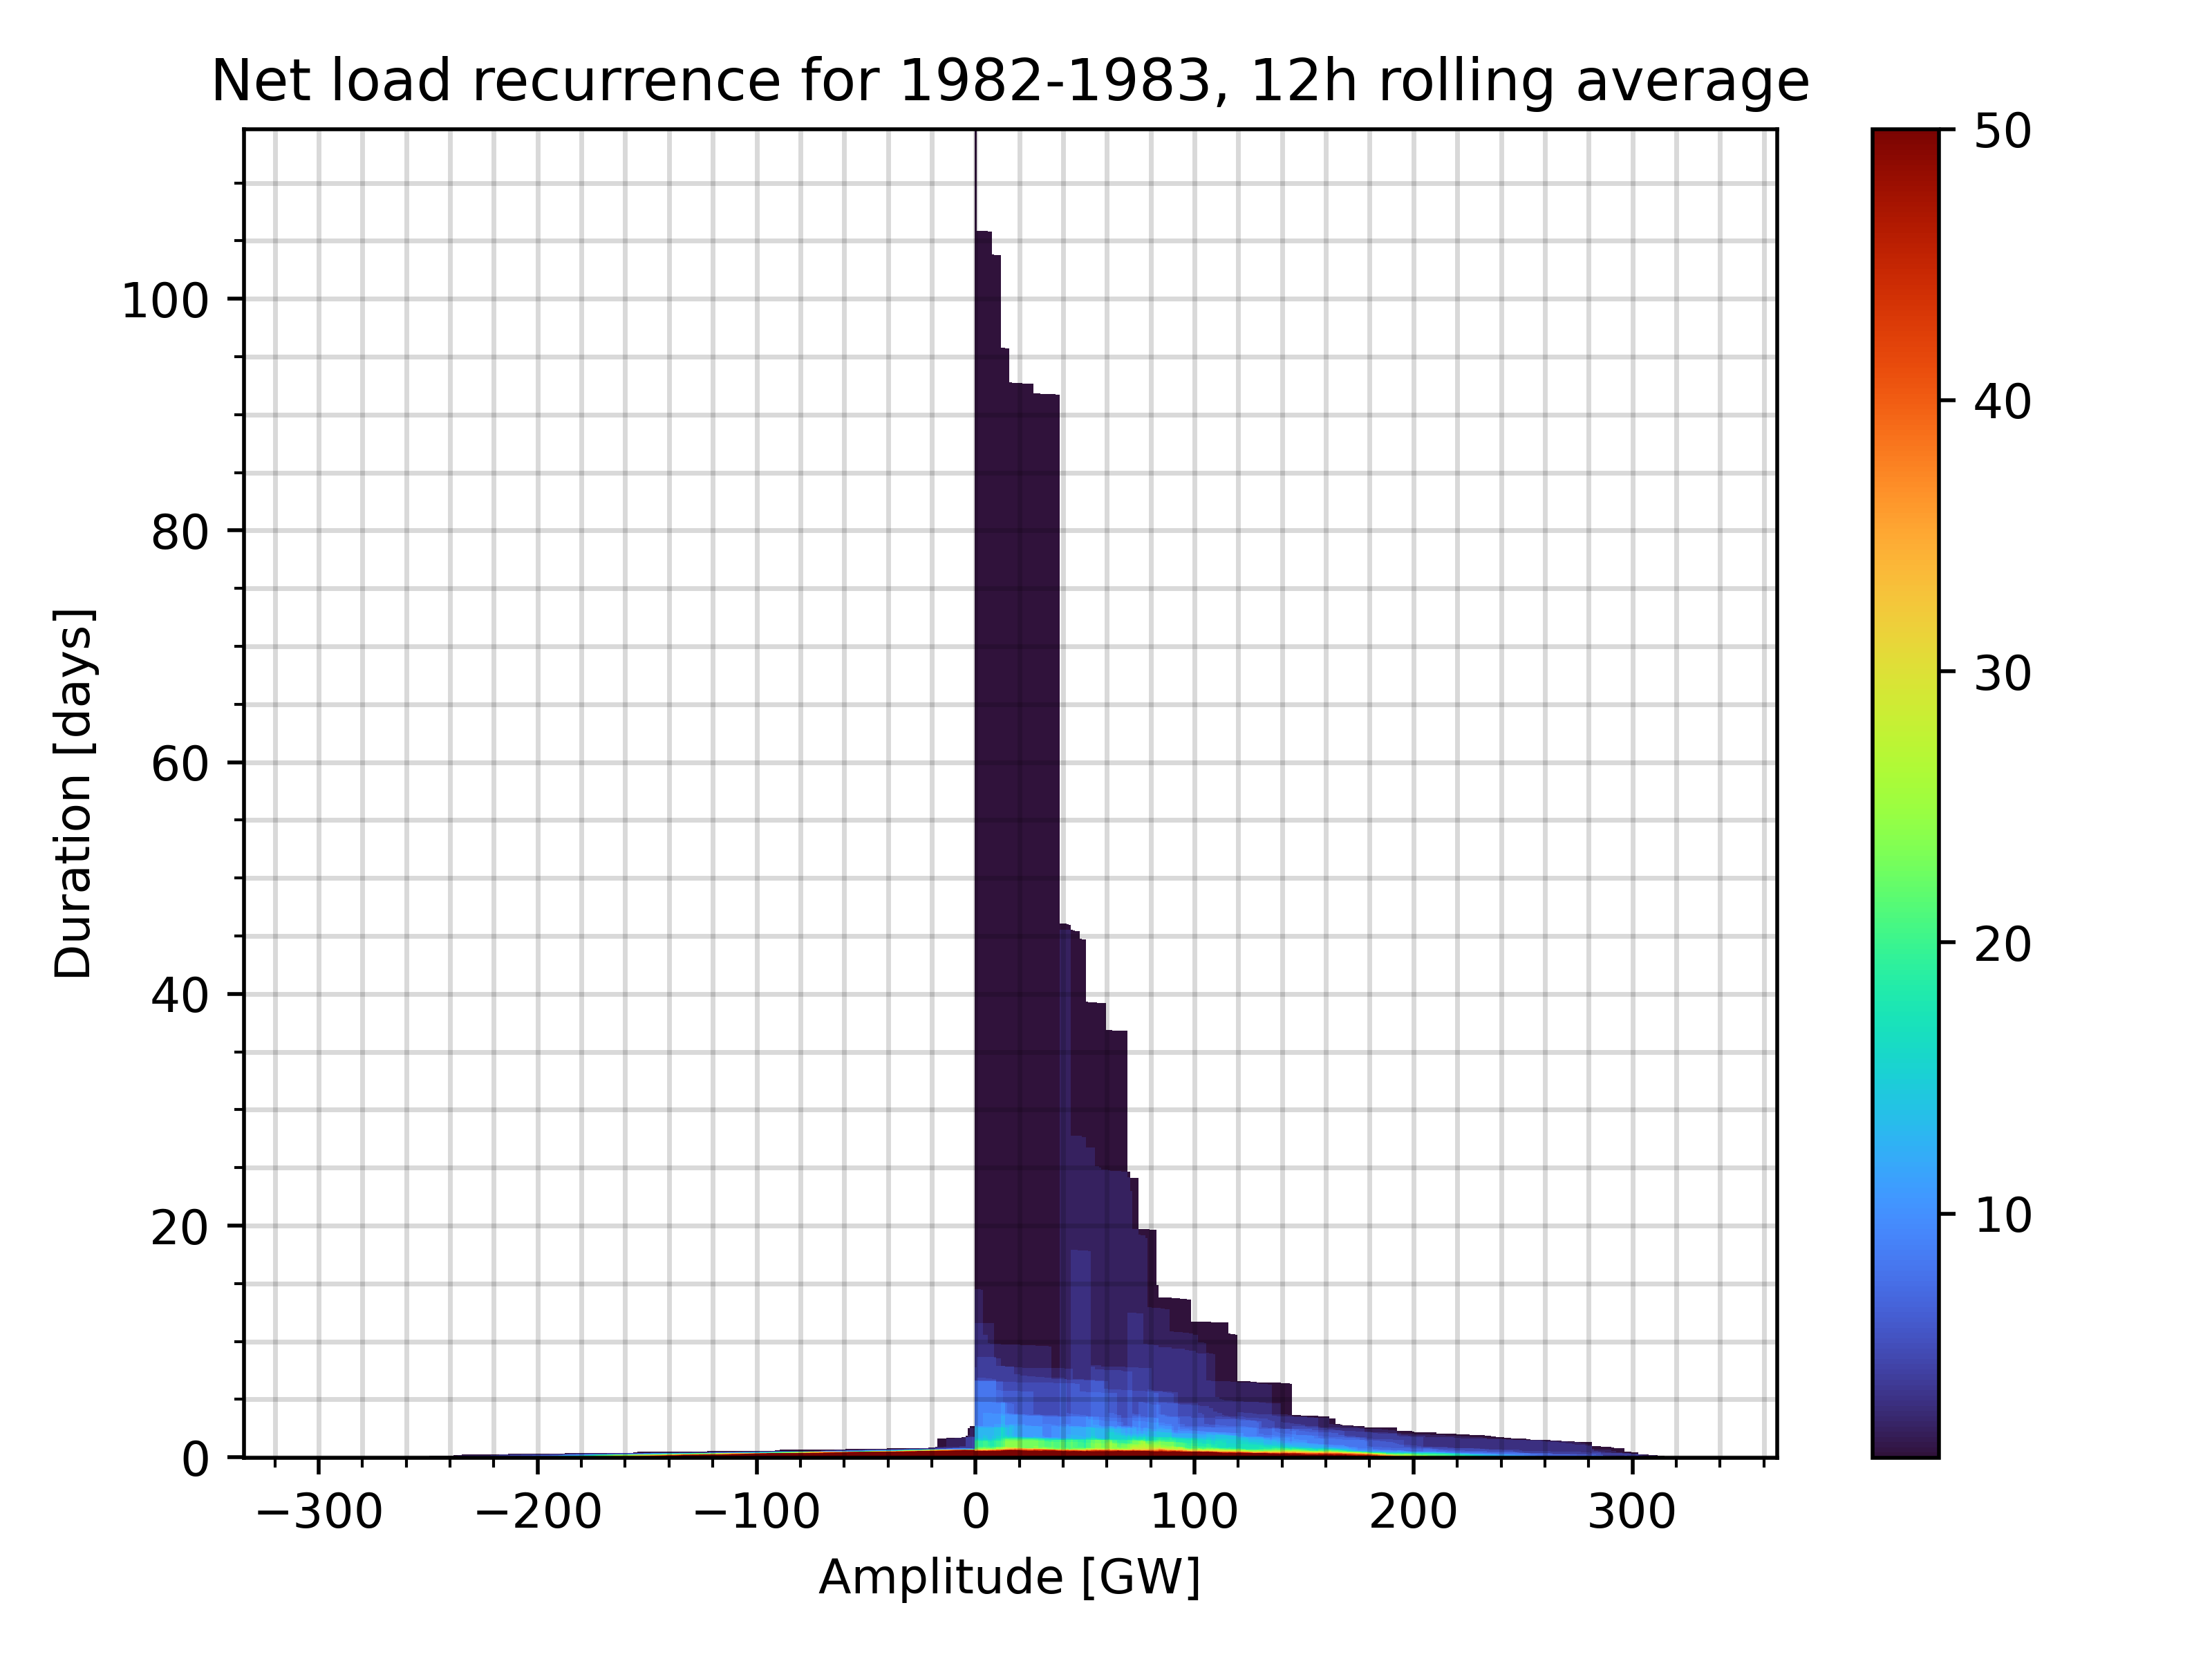 Net load recurrence for 1982-1983, 12h rolling average
50
100
40
80
30
60
Duration [days]
20
40
20
10
0
−300 −200 −100 0 100 200 300
Amplitude [GW]